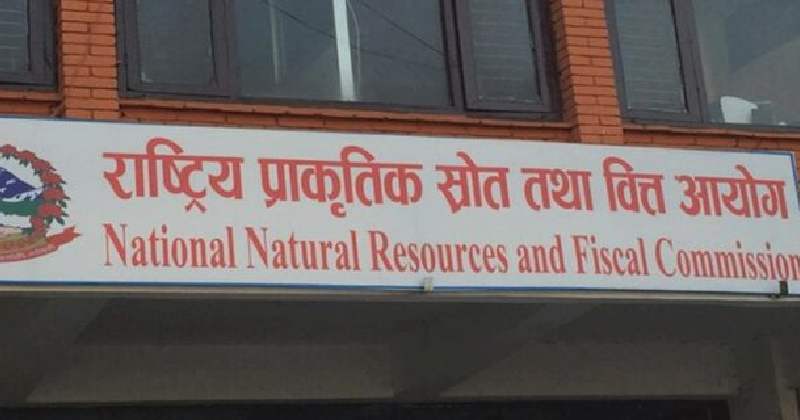 राष्ट्रिय प्राकृतिक स्रोत तथा वित्त आयोग
National Natural Resources and Fiscal Commission